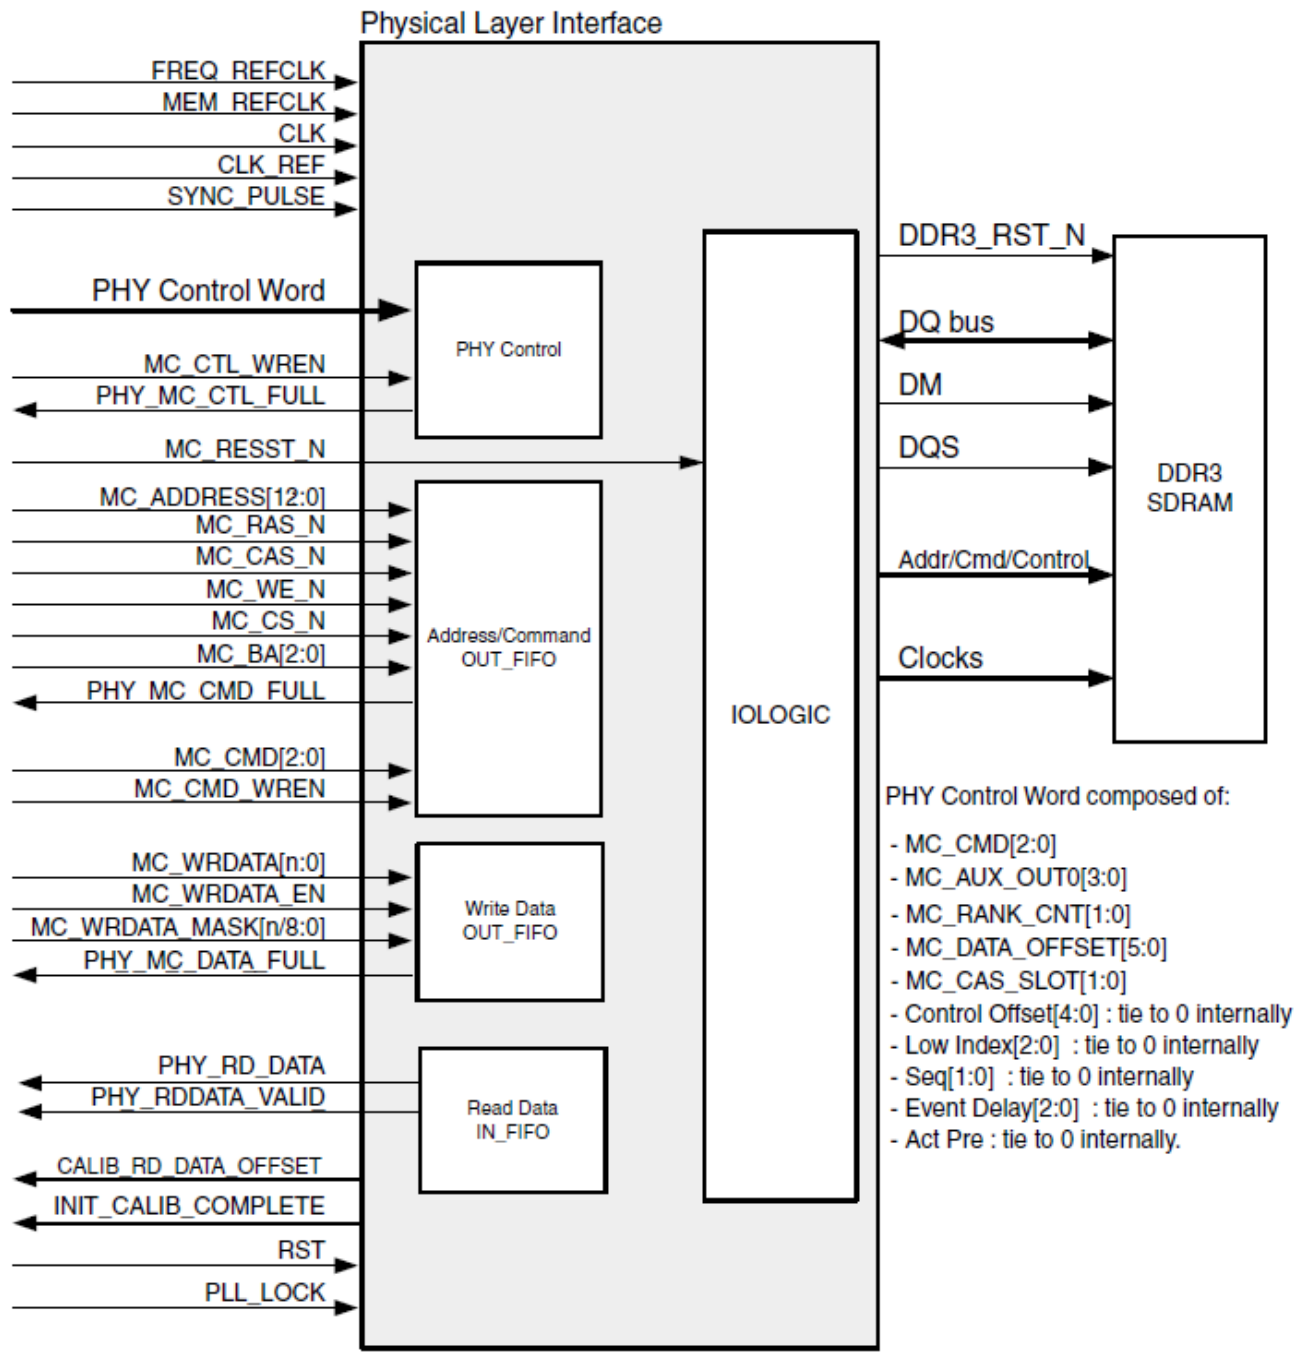 Physical Layer Interface
FREQ_REFCLK
MEM_REFCLK
CLK
CLK_REF
SYNC_PULSE
PHY Control Word
MC_CTL_WREN
PHY_MC_CTL_FULL
MC_RESST_N
MC_ADDRESS[12:0]
MC_RAS_N
MC_CAS_N
MC_WE_N
MC_CS_N
MC_BA[2:0]
PHY_MC_CMD_FULL
MC_CMD[2:0]
MC_CMD_WREN
MC_WRDATA[n:0]
MC_WRDATA_EN
MC_WRDATA_MASK[n/8:0]
PHY_MC_DATA_FULL
PHY_RD_DATA
PHY_RDDATA_VALID
CALIB_RD_DATA_OFFSET
INIT_CALIB_COMPLETE
RST
PLL_LOCK
PHY Control
Address/Command
OUT_FIFO
Write Data
OUT_FIFO
Read Data
IN_FIFO
IOLOGIC
DDR3_RST_N
DQ bus
DM
DQS
Addr/Cmd/Control
Clocks
DDR3
SDRAM
PHY Control Word composed of:
- MC_CMD[2:0]
- MC_AUX_OUT0[3:0]
- MC_RANK_CNT[1:0]
- MC_DATA_OFFSET[5:0]
- MC_CAS_SLOT[1:0]
- Control Offset[4:0] : tie to 0 internally
- Low Index[2:0] : tie to 0 internally
- Seq[1:0] : tie to 0 internally
- Event Delay[2:0] : tie to 0 internally
- Act Pre : tie to 0 internally.